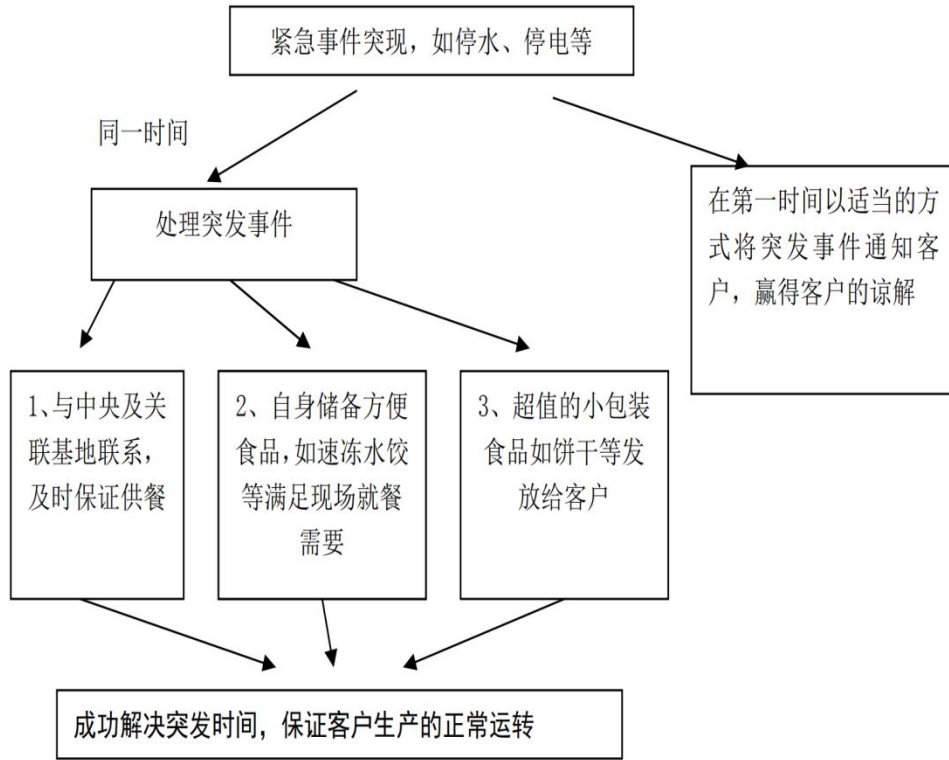 紧急事件突现，如停水、停电等
同一时间
处理突发事件
在第一时间以适当的方
式将突发事件通知客
户，赢得客户的谅解
1、与中央及关
联基地联系，
及时保证供餐
2、自身储备方便
食品，如速冻水饺
等满足现场就餐
需要
3、超值的小包装
食品如饼干等发
放给客户
成功解决突发时间，保证客户生产的正常运转